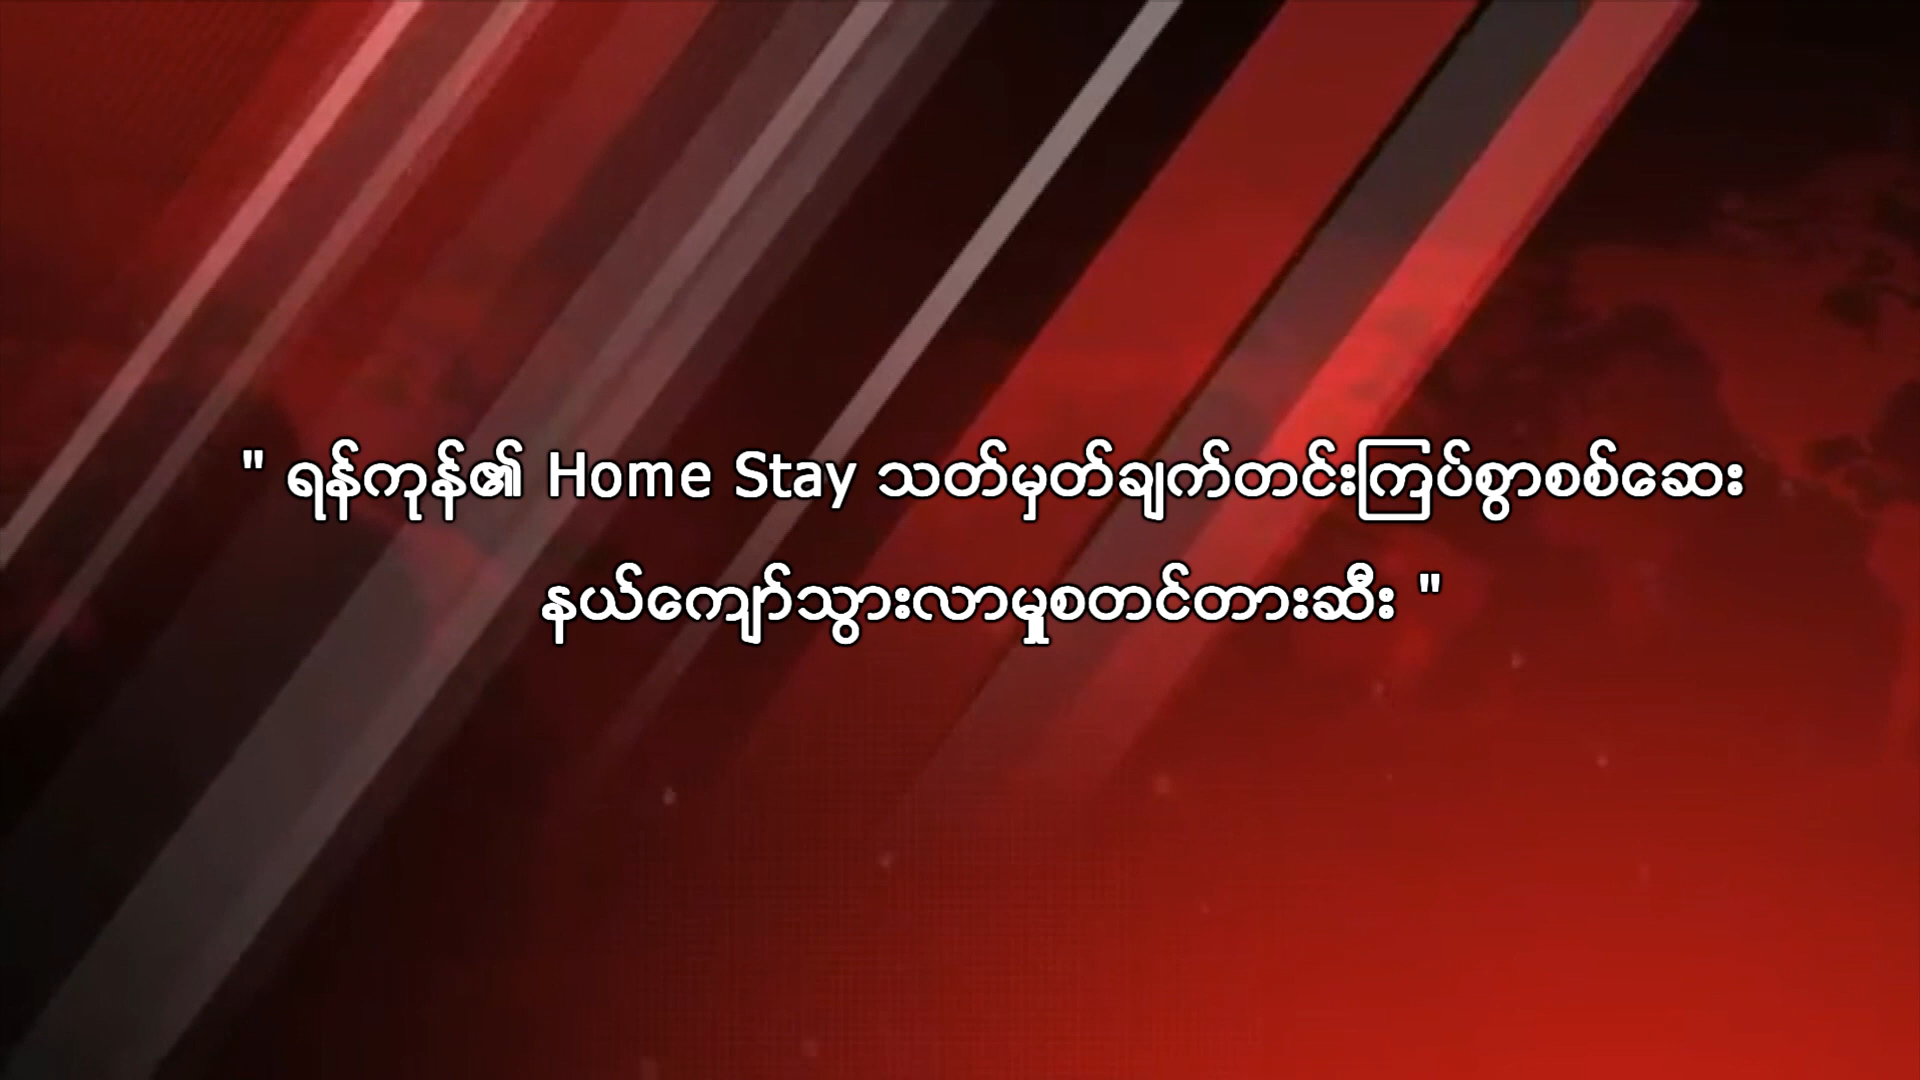 " ရန်ကုန်၏ Home Stay သတ်မှတ်ချက်တင်းကြပ်စွာစစ်ဆေး
နယ်ကျော်သွားလာမှုစတင်တားဆီး "